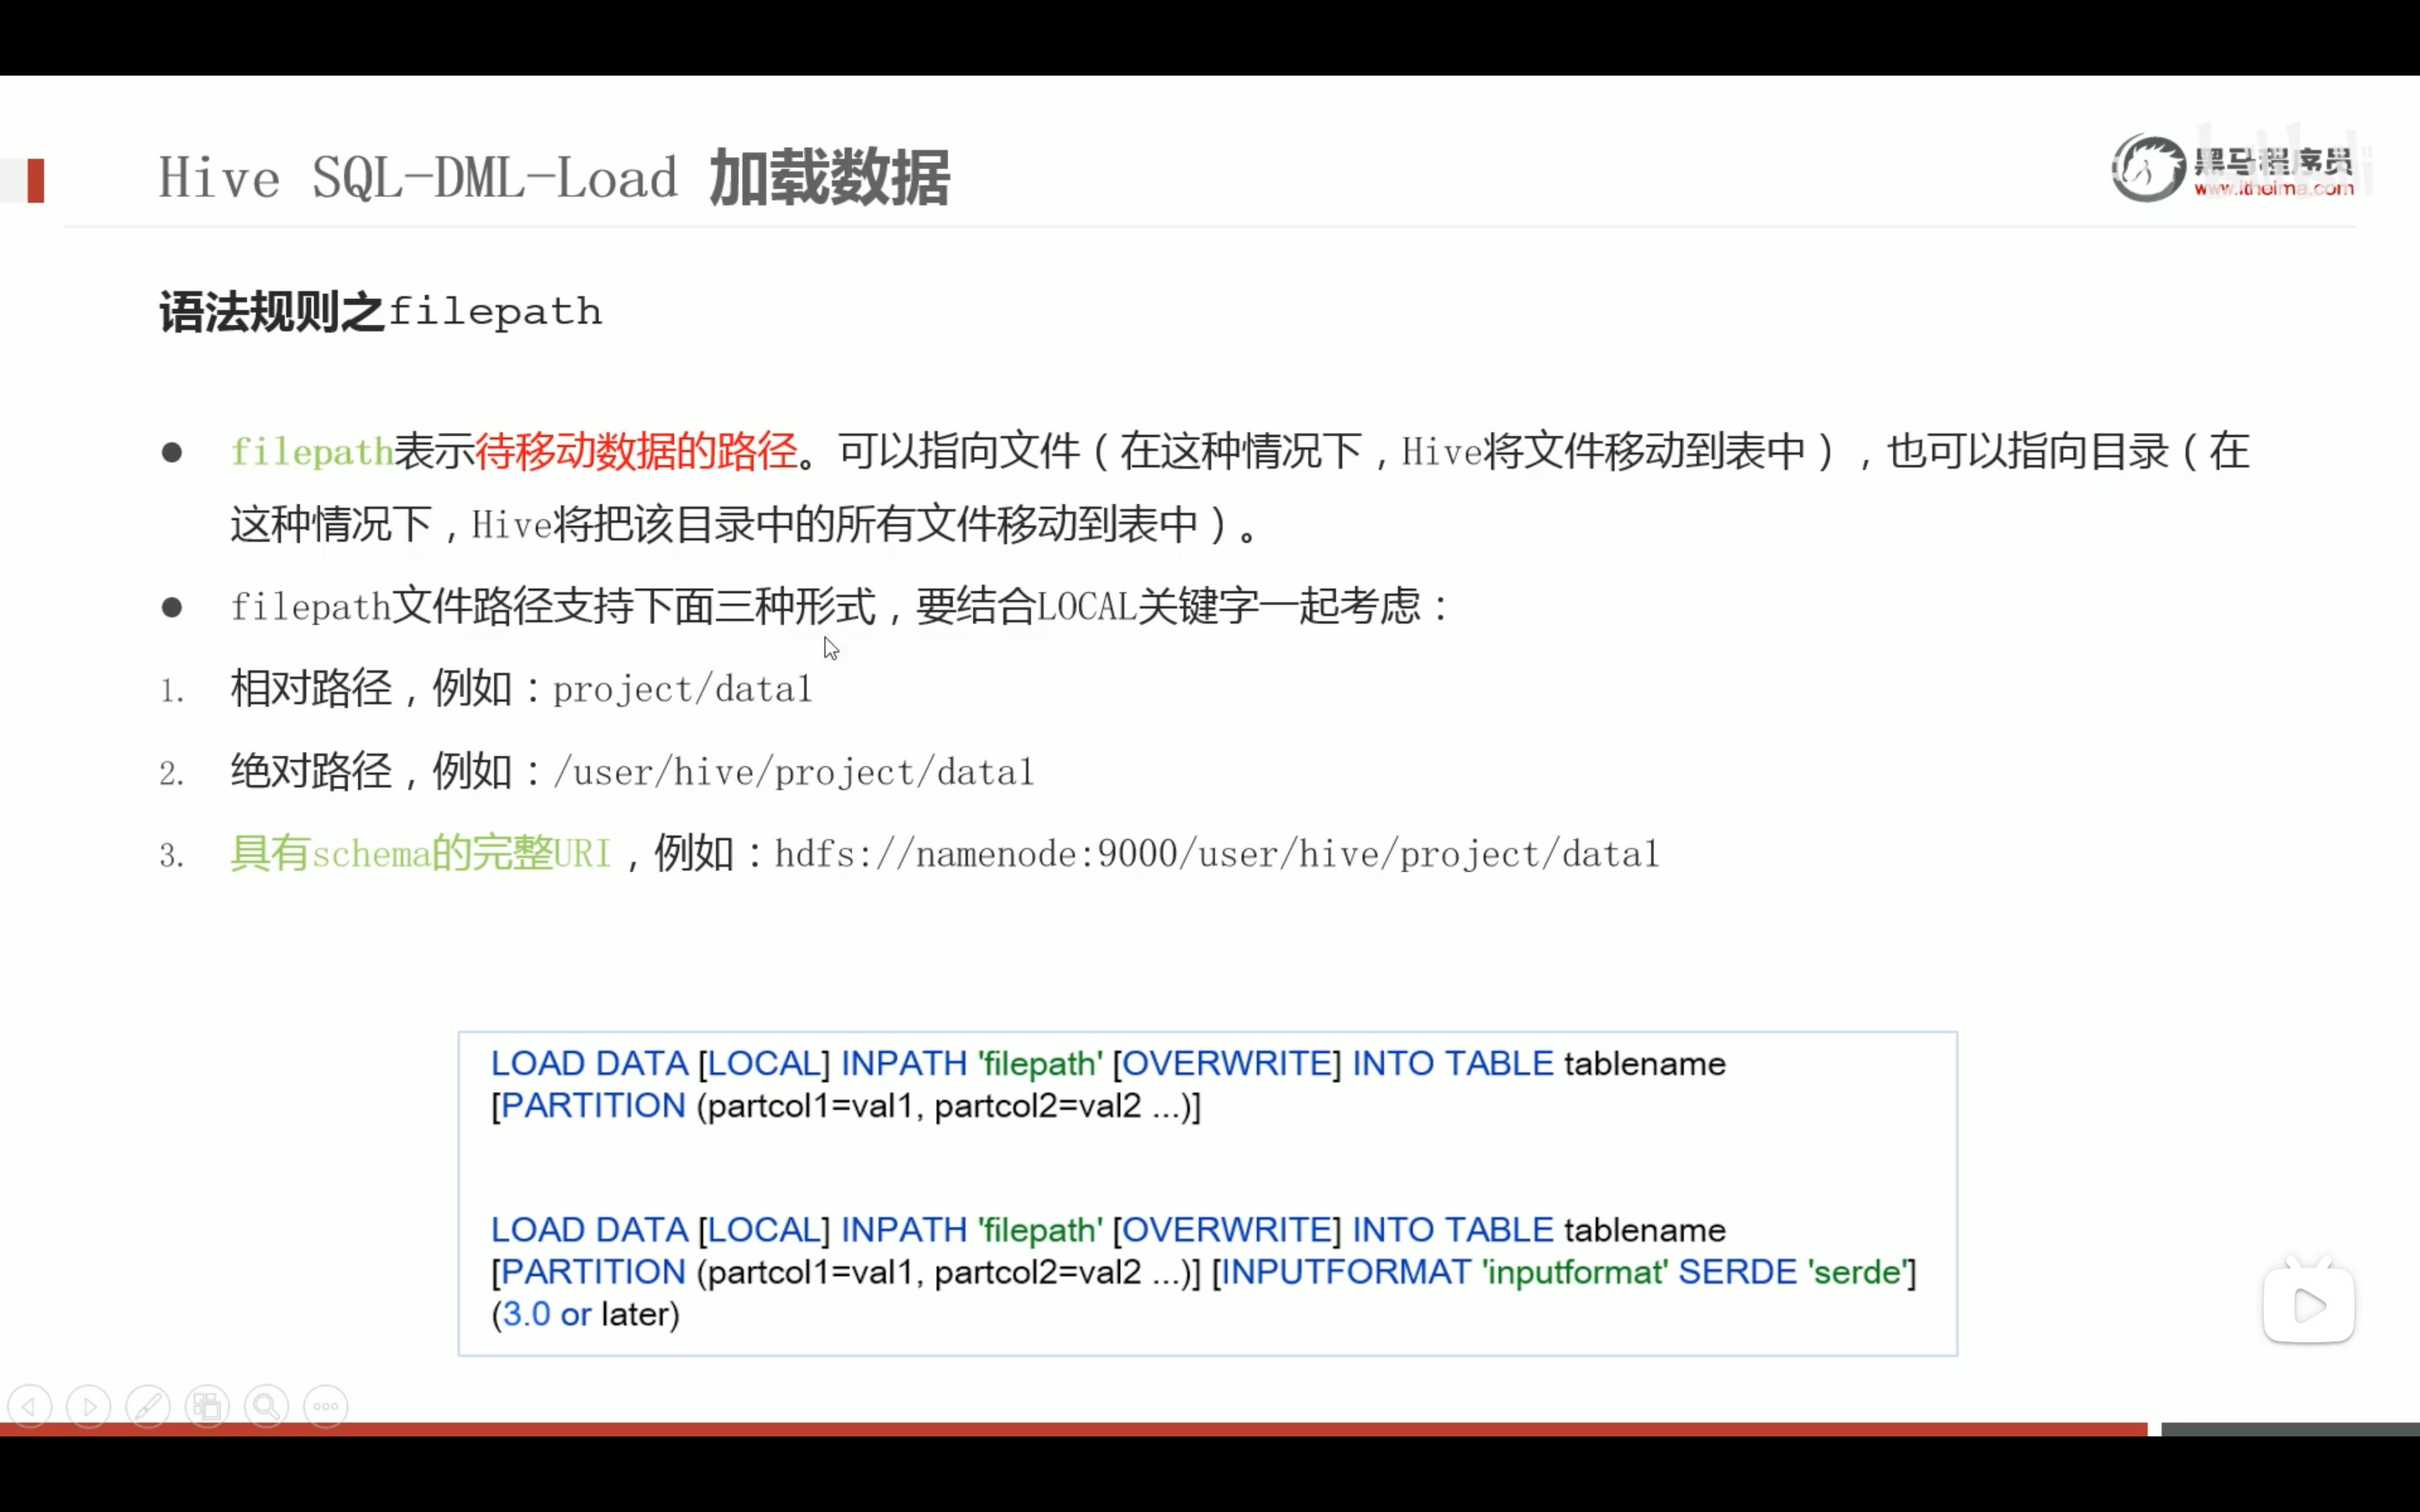 Hive SQL-DML-Load 加载数据
黑马程序员
www.itheima.com
语法规则之filepath
● filepath表示待移动数据的路径。可以指向文件（在这种情况下，Hive将文件移动到表中），也可以指向目录（在
这种情况下，Hive将把该目录中的所有文件移动到表中）。
● filepath文件路径支持下面三种形式，要结合LOCAL关键字一起考虑：
1. 相对路径，例如：project/data1
2. 绝对路径，例如：/user/hive/project/data1
3. 具有schema的完整URI，例如：hdfs://namenode:9000/user/hive/project/data1
LOAD DATA [LOCAL] INPATH 'filepath' [OVERWRITE] INTO TABLE tablename
[PARTITION (partcol1=val1, partcol2=val2 ...)]
LOAD DATA [LOCAL] INPATH 'filepath' [OVERWRITE] INTO TABLE tablename
[PARTITION (partcol1=val1, partcol2=val2 ...)] [INPUTFORMAT 'inputformat' SERDE 'serde']
(3.0 or later)